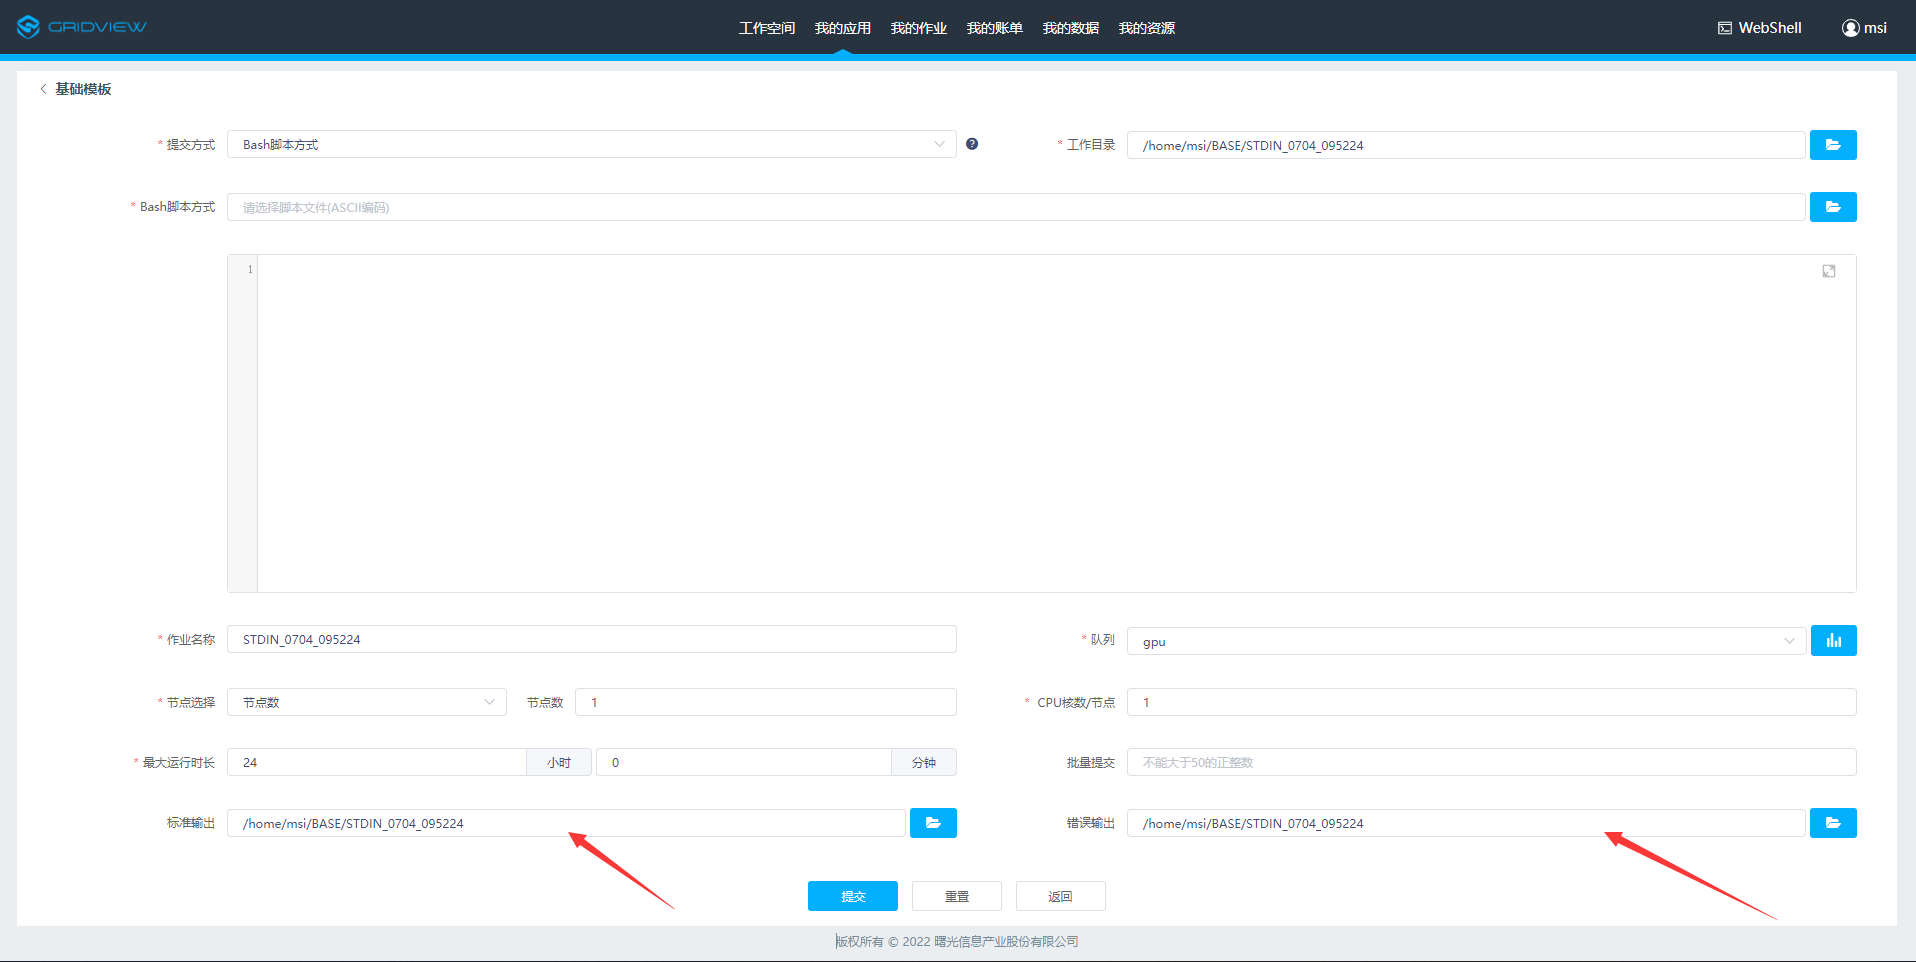 GRIDVIEW 工作空间 我的应用 我的作业 我的账单 我的数据 我的资源 WebShell msi
基础模板
* 提交方式 Bash脚本方式 ? * 工作目录 /home/msi/BASE/STDIN_0704_095224
* Bash脚本方式 请选择脚本文件(ASCII编码)
1
* 作业名称 STDIN_0704_095224 * 队列 gpu
* 节点选择 节点数 节点数 1 * CPU核数/节点 1
* 最大运行时长 24 小时 0 分钟 批量提交 不能大于50的正整数
标准输出 /home/msi/BASE/STDIN_0704_095224 错误输出 /home/msi/BASE/STDIN_0704_095224
提交 重置 返回
版权所有 © 2022 曙光信息产业股份有限公司